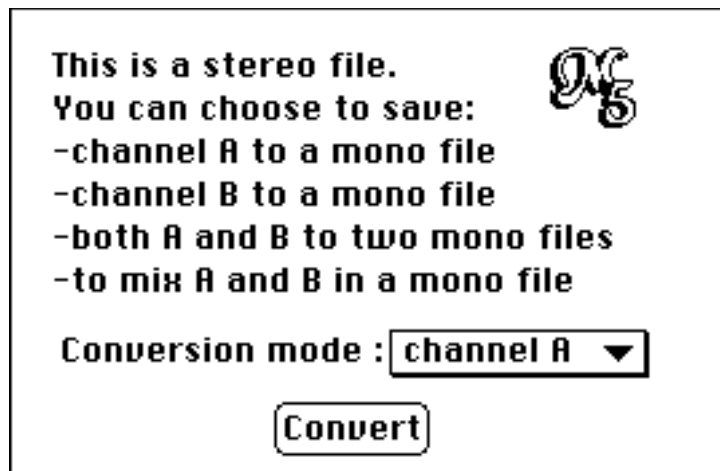 This is a stereo file.
You can choose to save:
-channel A to a mono file
-channel B to a mono file
-both A and B to two mono files
-to mix A and B in a mono file
Conversion mode : channel A
Convert